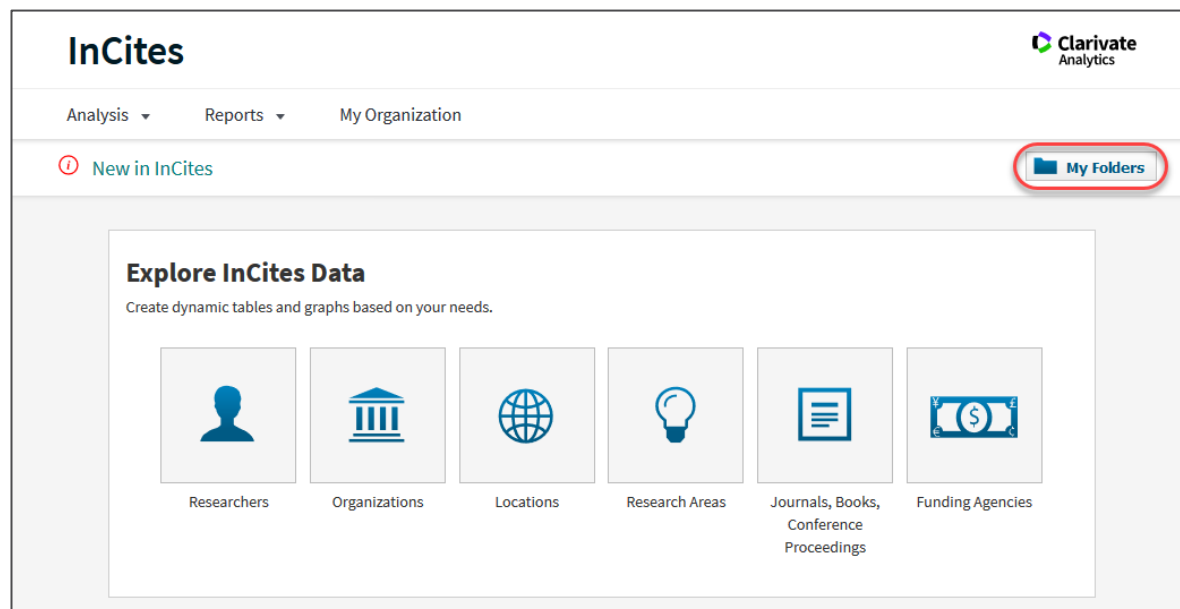 InCites
Clarivate
Analytics
Analysis
Reports
My Organization
New in InCites
My Folders
Explore InCites Data
Create dynamic tables and graphs based on your needs.
Researchers
Organizations
Locations
Research Areas
Journals, Books,
Conference
Proceedings
Funding Agencies